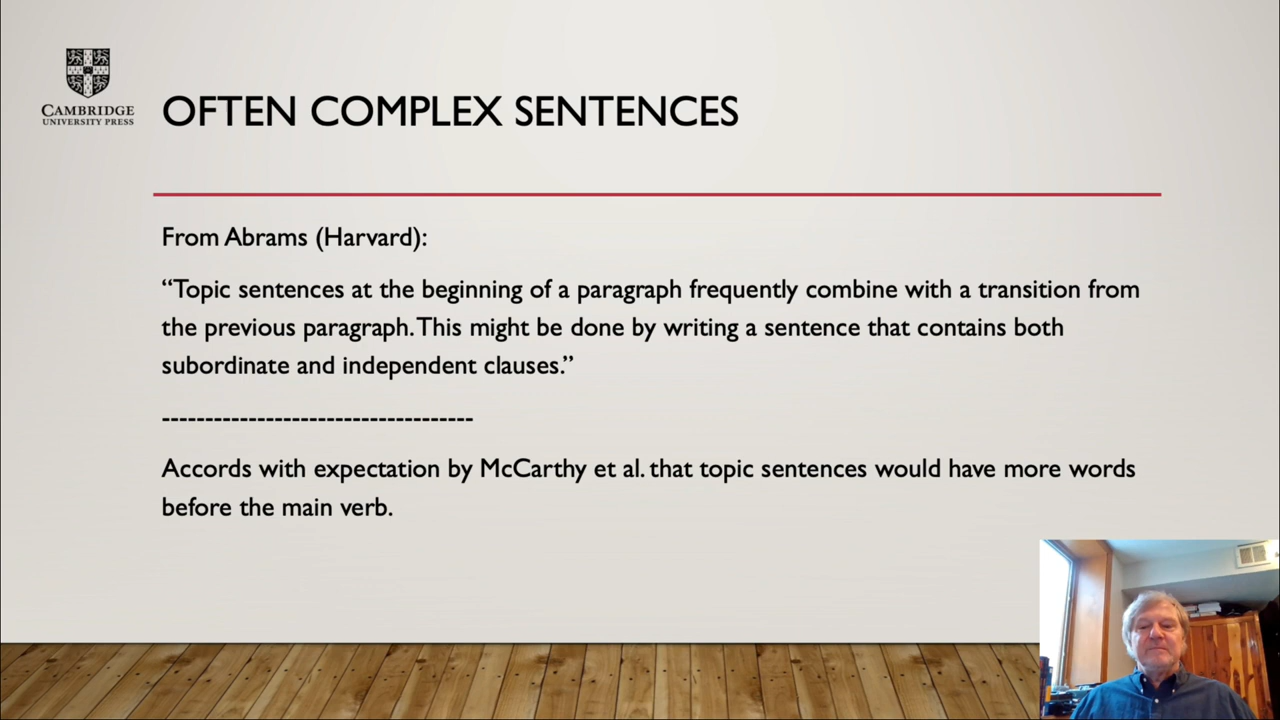 CAMBRIDGE
UNIVERSITY PRESS
OFTEN COMPLEX SENTENCES
From Abrams (Harvard):
“Topic sentences at the beginning of a paragraph frequently combine with a transition from
the previous paragraph. This might be done by writing a sentence that contains both
subordinate and independent clauses.”
------------------------------------
Accords with expectation by McCarthy et al. that topic sentences would have more words
before the main verb.